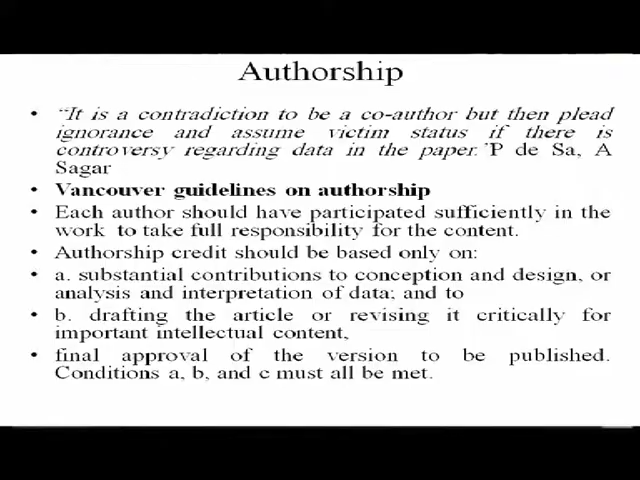 Authorship
• "It is a contradiction to be a co-author but then plead
ignorance and assume victim status if there is
controversy regarding data in the paper."P de Sa, A
Sagar
• Vancouver guidelines on authorship
• Each author should have participated sufficiently in the
work to take full responsibility for the content.
• Authorship credit should be based only on:
• a. substantial contributions to conception and design, or
analysis and interpretation of data; and to
• b. drafting the article or revising it critically for
important intellectual content,
• final approval of the version to be published.
Conditions a, b, and c must all be met.